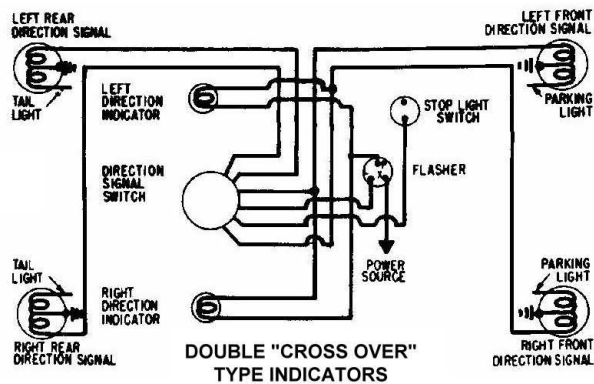 LEFT REAR
DIRECTION SIGNAL
TAIL
LIGHT
LEFT
DIRECTION
INDICATOR
LEFT FRONT
DIRECTION SIGNAL
STOP LIGHT
SWITCH
PARKING
LIGHT
DIRECTION
SIGNAL
SWITCH
P
L
X
FLASHER
POWER
SOURCE
TAIL
LIGHT
RIGHT
DIRECTION
INDICATOR
PARKING
LIGHT
RIGHT REAR
DIRECTION SIGNAL
RIGHT FRONT
DIRECTION SIGNAL
DOUBLE "CROSS OVER"
TYPE INDICATORS